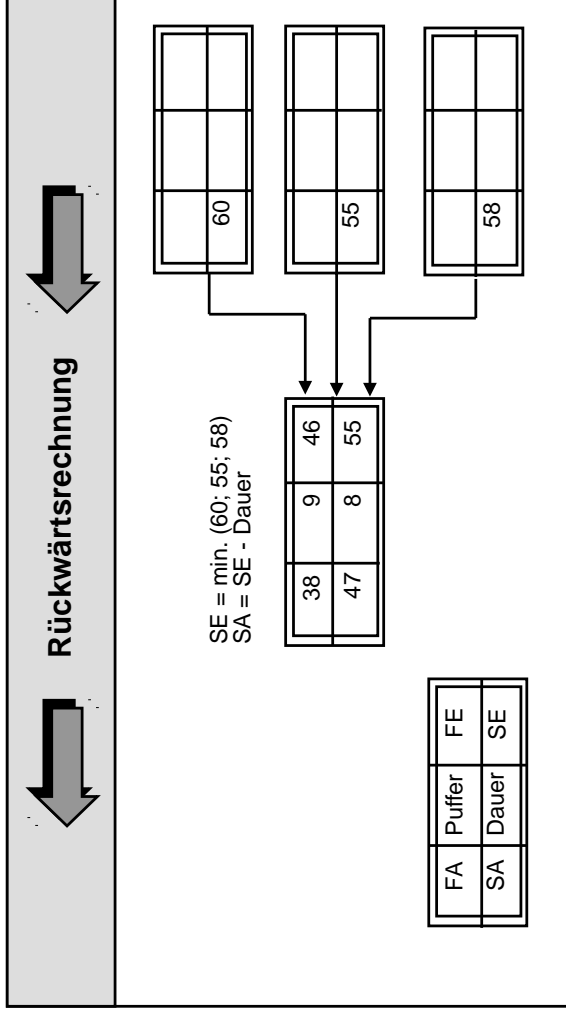 Rückwärtsrechnung
SE = min. (60; 55; 58)
SA = SE - Dauer
60
38 9 46
47 8 55
55
58
FA Puffer FE
SA Dauer SE